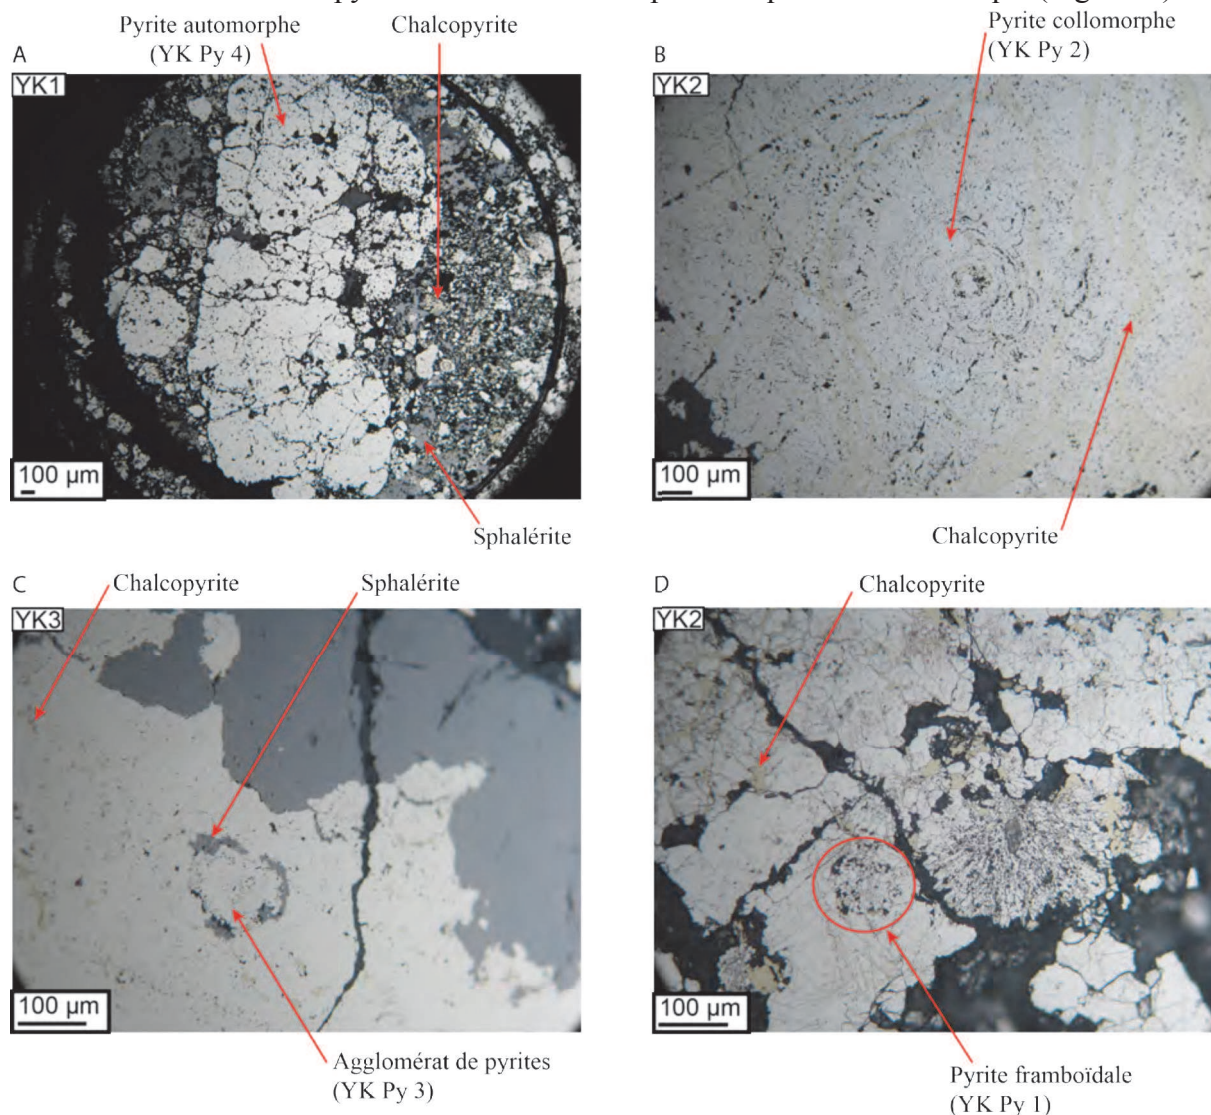 Pyrite automorphe
(YK Py 4)
Chalcopyrite
A
YK1
100 µm
Sphalérite
Pyrite collomorphe
(YK Py 2)
B
YK2
100 µm
Chalcopyrite
C
Chalcopyrite
Sphalérite
YK3
100 µm
Agglomérat de pyrites
(YK Py 3)
D
Chalcopyrite
YK2
100 µm
Pyrite framboïdale
(YK Py 1)